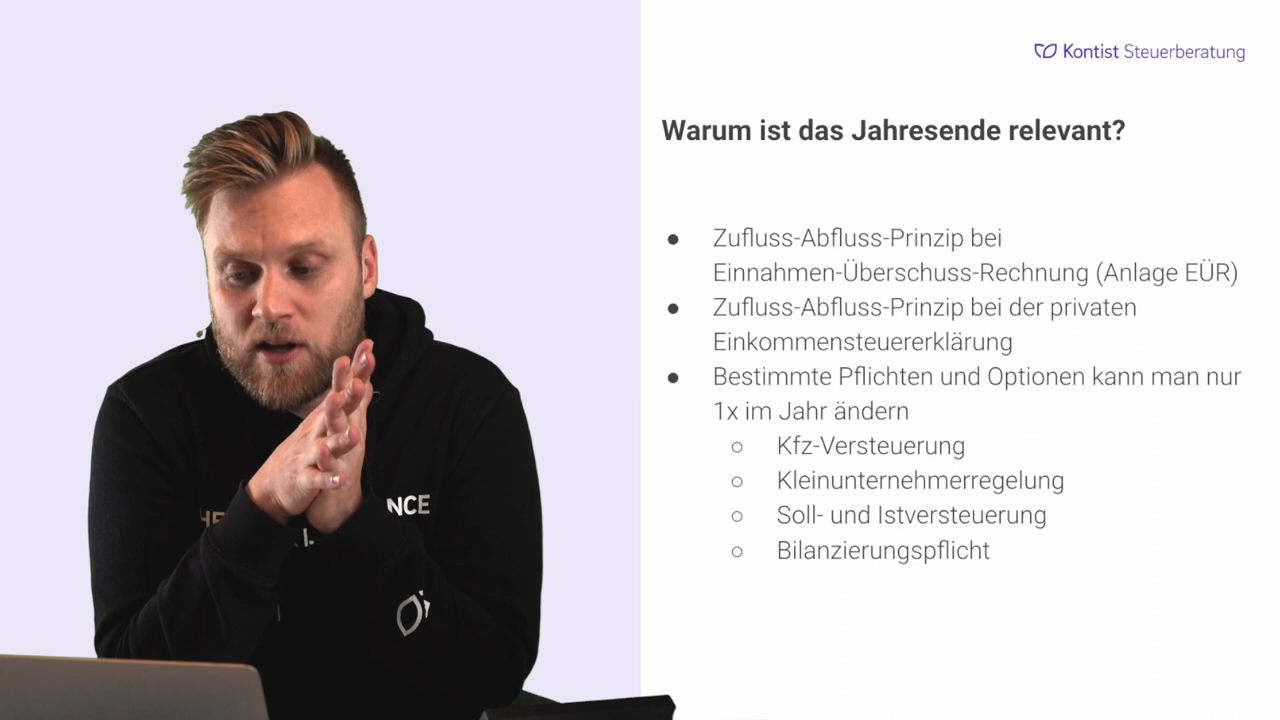 Kontist Steuerberatung
Warum ist das Jahresende relevant?
● Zufluss-Abfluss-Prinzip bei
Einnahmen-Überschuss-Rechnung (Anlage EÜR)
● Zufluss-Abfluss-Prinzip bei der privaten
Einkommensteuererklärung
● Bestimmte Pflichten und Optionen kann man nur
1x im Jahr ändern
○ Kfz-Versteuerung
○ Kleinunternehmerregelung
○ Soll- und Istversteuerung
○ Bilanzierungspflicht